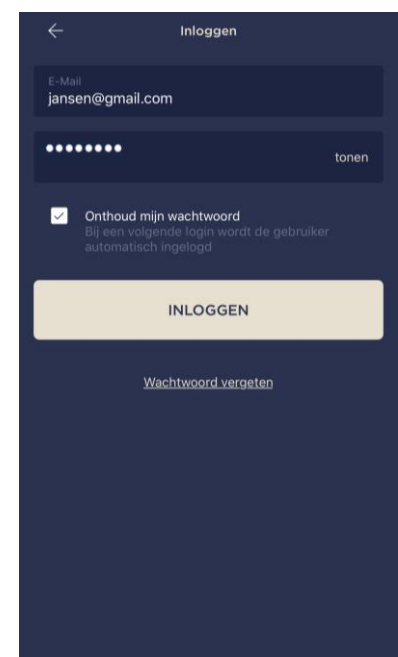 Inloggen
E-Mail
jansen@gmail.com
●●●●●●●●
tonen
Onthoud mijn wachtwoord
Bij een volgende login wordt de gebruiker
automatisch ingelogd
INLOGGEN
Wachtwoord vergeten